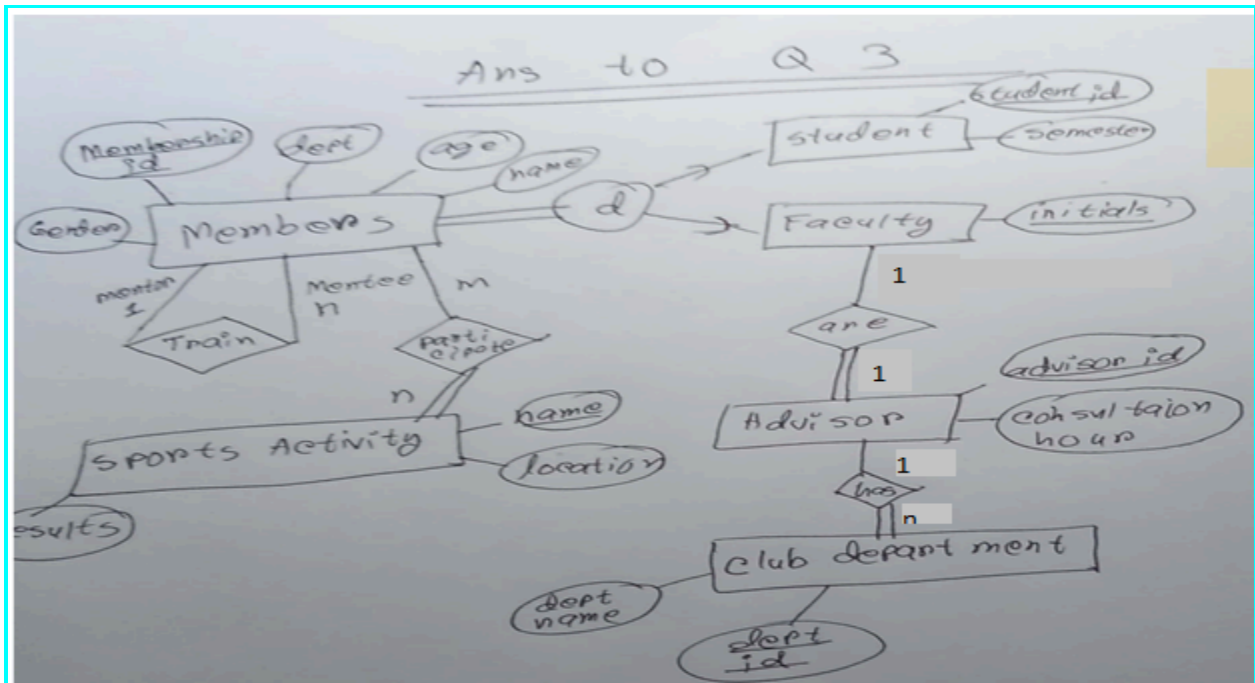 Ans to Q 3
Membership
id
dept
age
name
Gender
Members
d
Student
Student id
Semester
Faculty
initials
mentor
1
Mentee
n
m
Train
parti
cipate
n
1
are
1
Sports Activity
name
location
esults
Advisor
advisor id
consultaion
hour
1
has
n
club department
dept
name
dept
id